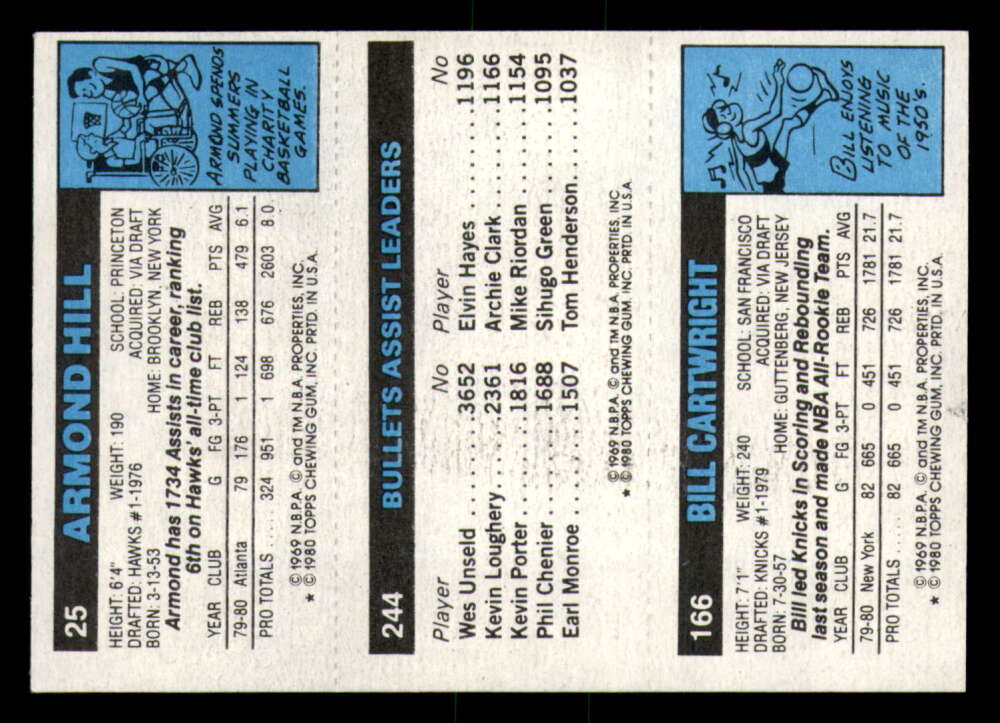 25 ARMOND HILL
HEIGHT: 6'4" WEIGHT: 190 SCHOOL: PRINCETON
DRAFTED: HAWKS #1-1976 ACQUIRED: VIA DRAFT
BORN: 3-13-53 HOME: BROOKLYN, NEW YORK
Armond has 1734 Assists in career, ranking
6th on Hawks' all-time club list.
YEAR CLUB G FG 3-PT FT REB PTS AVG
79-80 Atlanta 79 176 1 124 138 479 6.1
PRO TOTALS .... 324 951 1 698 676 2603 8.0
© 1969 N.B.P.A. © and TM N.B.A. PROPERTIES, INC.
★ © 1980 TOPPS CHEWING GUM, INC. PRTD. IN U.S.A.
ARMOND SPENDS
SUMMERS
PLAYING IN
CHARITY
BASKETBALL
GAMES.
244 BULLETS ASSIST LEADERS
Player No Player No
Wes Unseld ....3652 Elvin Hayes ......1196
Kevin Loughery ..2361 Archie Clark......1166
Kevin Porter.....1816 Mike Riordan .....1154
Phil Chenier .....1688 Sihugo Green .....1095
Earl Monroe .....1507 Tom Henderson...1037
© 1969 N.B.P.A. © and TM N.B.A. PROPERTIES, INC.
★ © 1980 TOPPS CHEWING GUM, INC. PRTD. IN U.S.A.
166 BILL CARTWRIGHT
HEIGHT: 7'1" WEIGHT: 240 SCHOOL: SAN FRANCISCO
DRAFTED: KNICKS #1-1979 ACQUIRED: VIA DRAFT
BORN: 7-30-57 HOME: GUTTENBERG, NEW JERSEY
Bill led Knicks in Scoring and Rebounding
last season and made NBA All-Rookie Team.
YEAR CLUB G FG 3-PT FT REB PTS AVG
79-80 New York 82 665 0 451 726 1781 21.7
PRO TOTALS .... 82 665 0 451 726 1781 21.7
© 1969 N.B.P.A. © and TM N.B.A. PROPERTIES, INC.
★ © 1980 TOPPS CHEWING GUM, INC. PRTD. IN U.S.A.
BILL ENJOYS
LISTENING
TO MUSIC
OF THE
1930'S.